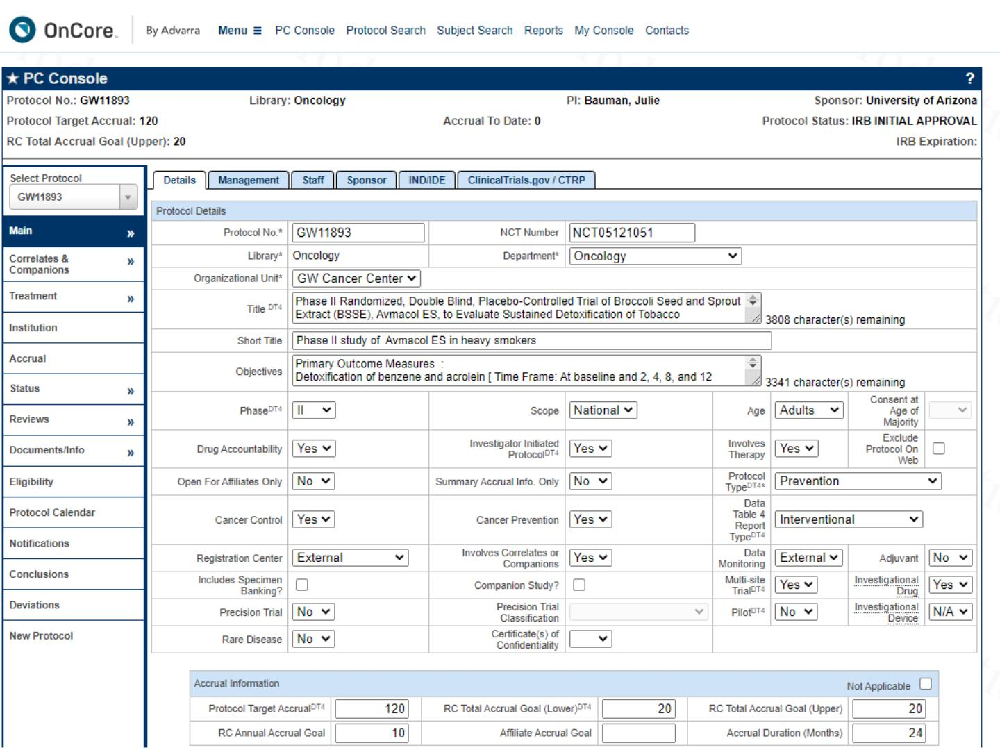 OnCore By Advarra Menu PC Console Protocol Search Subject Search Reports My Console Contacts
★ PC Console ?
Protocol No.: GW11893 Library: Oncology PI: Bauman, Julie Sponsor: University of Arizona
Protocol Target Accrual: 120 Accrual To Date: 0 Protocol Status: IRB INITIAL APPROVAL
RC Total Accrual Goal (Upper): 20 IRB Expiration:
Select Protocol
GW11893
Main »
Correlates & Companions »
Treatment »
Institution
Accrual
Status »
Reviews »
Documents/Info »
Eligibility
Protocol Calendar
Notifications
Conclusions
Deviations
New Protocol
Details Management Staff Sponsor IND/IDE ClinicalTrials.gov / CTRP
Protocol Details
Protocol No.* GW11893 NCT Number NCT05121051
Library* Oncology Department* Oncology
Organizational Unit* GW Cancer Center
Title DT4 Phase II Randomized, Double Blind, Placebo-Controlled Trial of Broccoli Seed and Sprout
Extract (BSSE), Avmacol ES, to Evaluate Sustained Detoxification of Tobacco 3808 character(s) remaining
Short Title Phase II study of Avmacol ES in heavy smokers
Objectives Primary Outcome Measures :
Detoxification of benzene and acrolein [ Time Frame: At baseline and 2, 4, 8, and 12 3341 character(s) remaining
Phase DT4 II Scope National Age Adults Consent at Age of Majority
Drug Accountability Yes Investigator Initiated Protocol DT4 Yes Involves Therapy Yes Exclude Protocol On Web
Open For Affiliates Only No Summary Accrual Info. Only No Protocol Type DT4* Prevention
Cancer Control Yes Cancer Prevention Yes Data Table 4 Report Type DT4 Interventional
Registration Center External Involves Correlates or Companions Yes Data Monitoring External Adjuvant No
Includes Specimen Banking? Companion Study? Multi-site Trial DT4 Yes Investigational Drug Yes
Precision Trial No Precision Trial Classification Pilot DT4 No Investigational Device N/A
Rare Disease No Certificate(s) of Confidentiality
Accrual Information Not Applicable
Protocol Target Accrual DT4 120 RC Total Accrual Goal (Lower) DT4 20 RC Total Accrual Goal (Upper) 20
RC Annual Accrual Goal 10 Affiliate Accrual Goal Accrual Duration (Months) 24